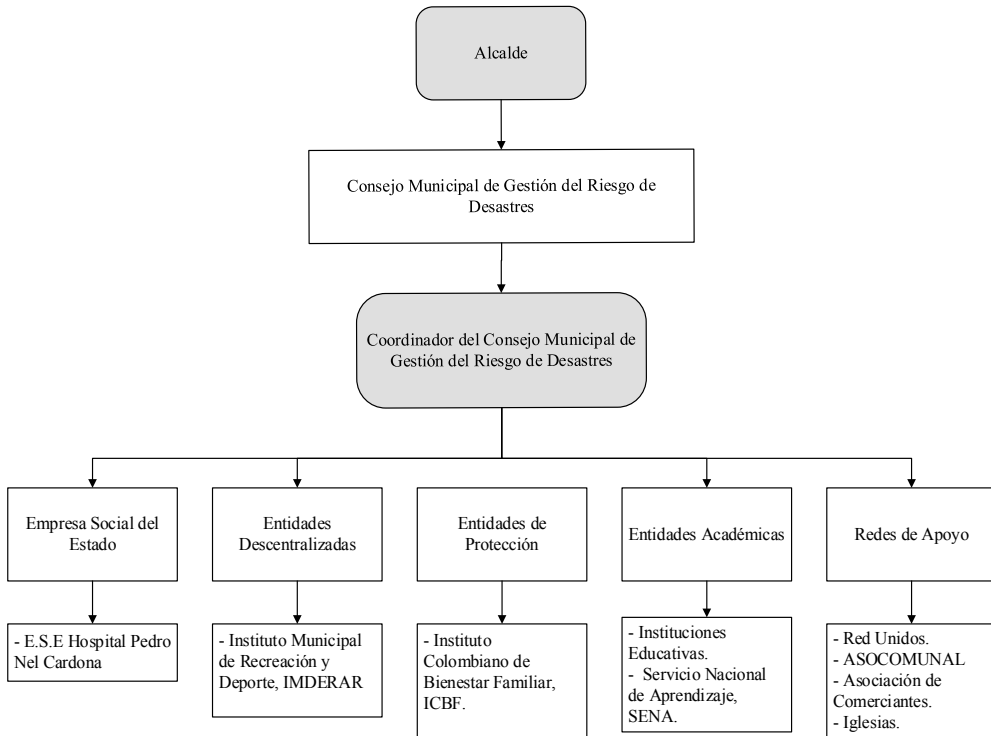 Alcalde
Consejo Municipal de Gestión del Riesgo de
Desastres
Coordinador del Consejo Municipal de
Gestión del Riesgo de Desastres
Empresa Social del
Estado
Entidades
Descentralizadas
Entidades de
Protección
Entidades Académicas
Redes de Apoyo
- E.S.E Hospital Pedro
Nel Cardona
- Instituto Municipal
de Recreación y
Deporte, IMDERAR
- Instituto
Colombiano de
Bienestar Familiar,
ICBF.
- Instituciones
Educativas.
- Servicio Nacional
de Aprendizaje,
SENA.
- Red Unidos.
- ASOCOMUNAL
- Asociación de
Comerciantes.
- Iglesias.